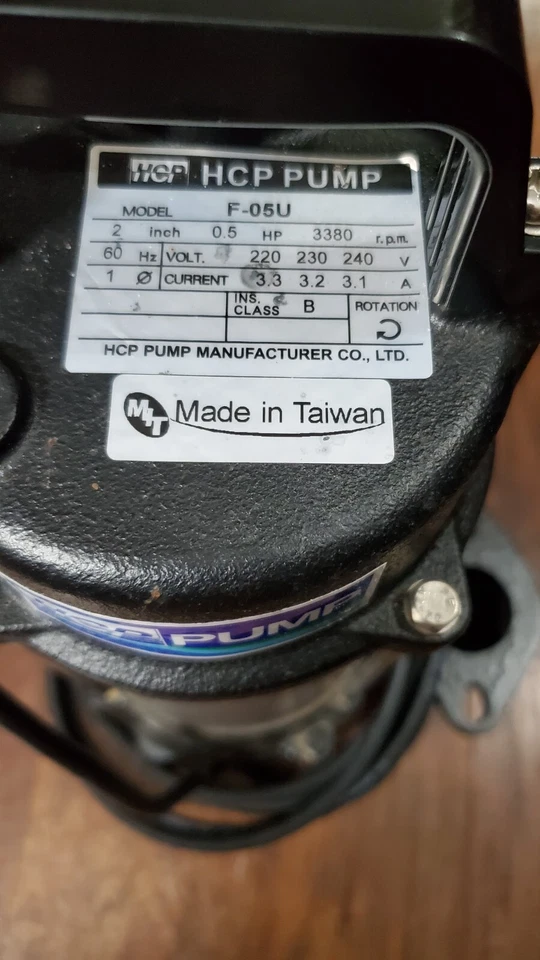 HCP HCP PUMP
MODEL F-05U
2 inch 0.5 HP 3380 r.p.m.
60 Hz VOLT. 220 230 240 V
1 Ø CURRENT 3.3 3.2 3.1 A
INS. CLASS B ROTATION
HCP PUMP MANUFACTURER CO., LTD.
MIT Made in Taiwan
PUMP